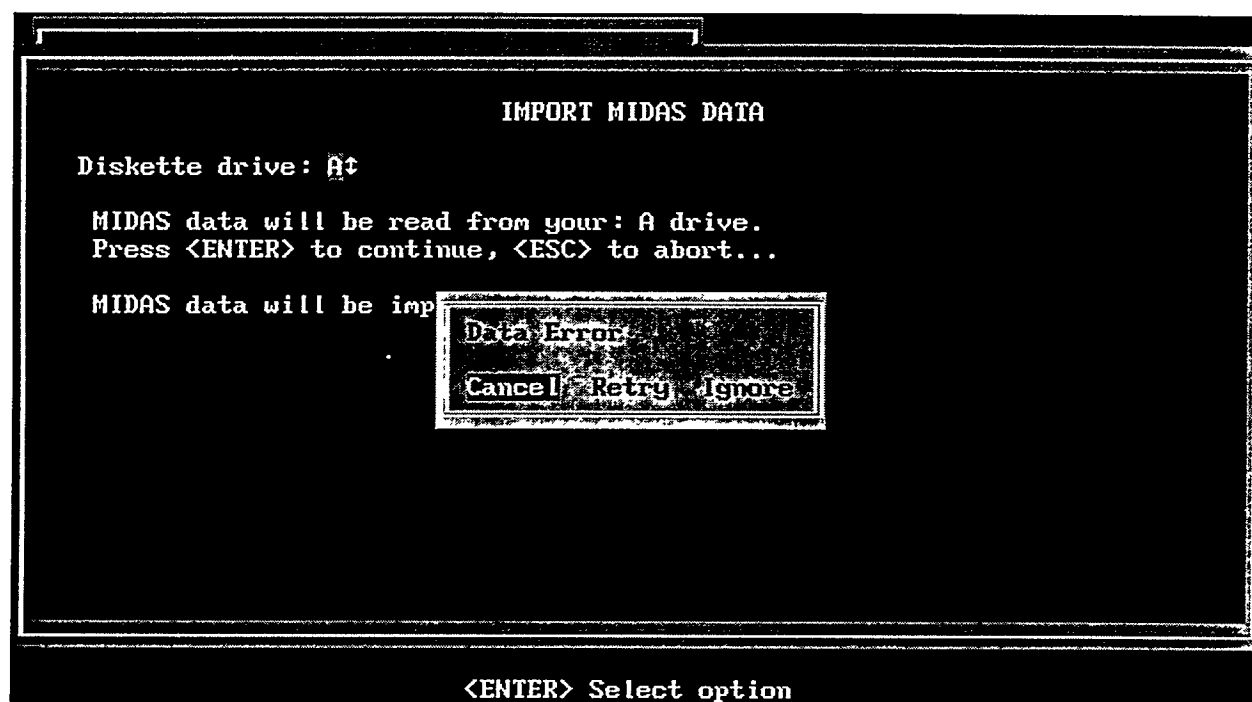 IMPORT MIDAS DATA
Diskette drive: A↕
MIDAS data will be read from your: A drive.
Press <ENTER> to continue, <ESC> to abort...
MIDAS data will be imp
Data Error
Cancel Retry Ignore
<ENTER> Select option